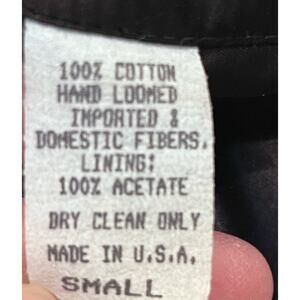 100% COTTON
HAND LOOMED
IMPORTED &
DOMESTIC FIBERS.
LINING:
100% ACETATE
DRY CLEAN ONLY
MADE IN U.S.A.
SMALL